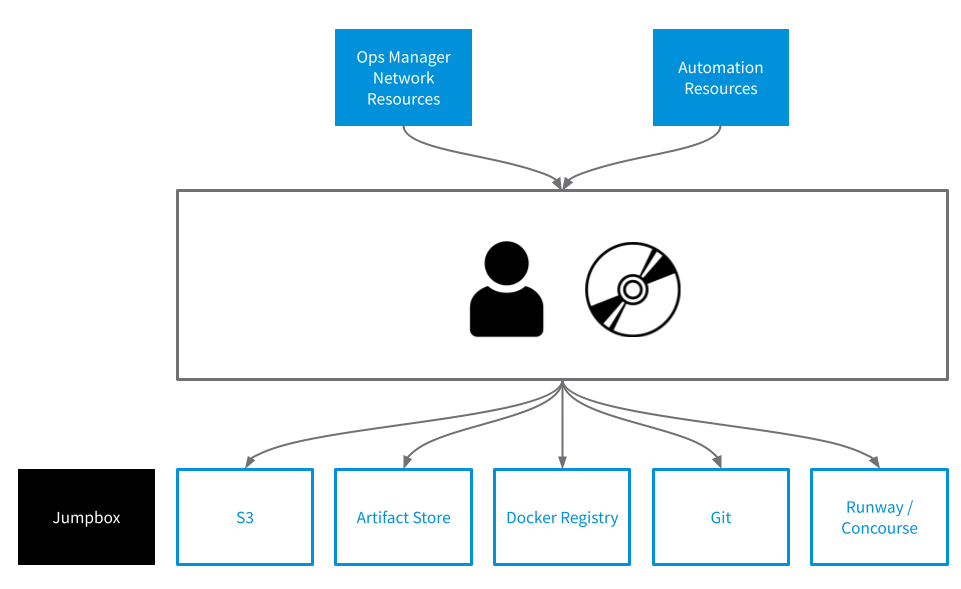 Ops Manager
Network
Resources
Automation
Resources
Jumpbox
S3
Artifact Store
Docker Registry
Git
Runway /
Concourse